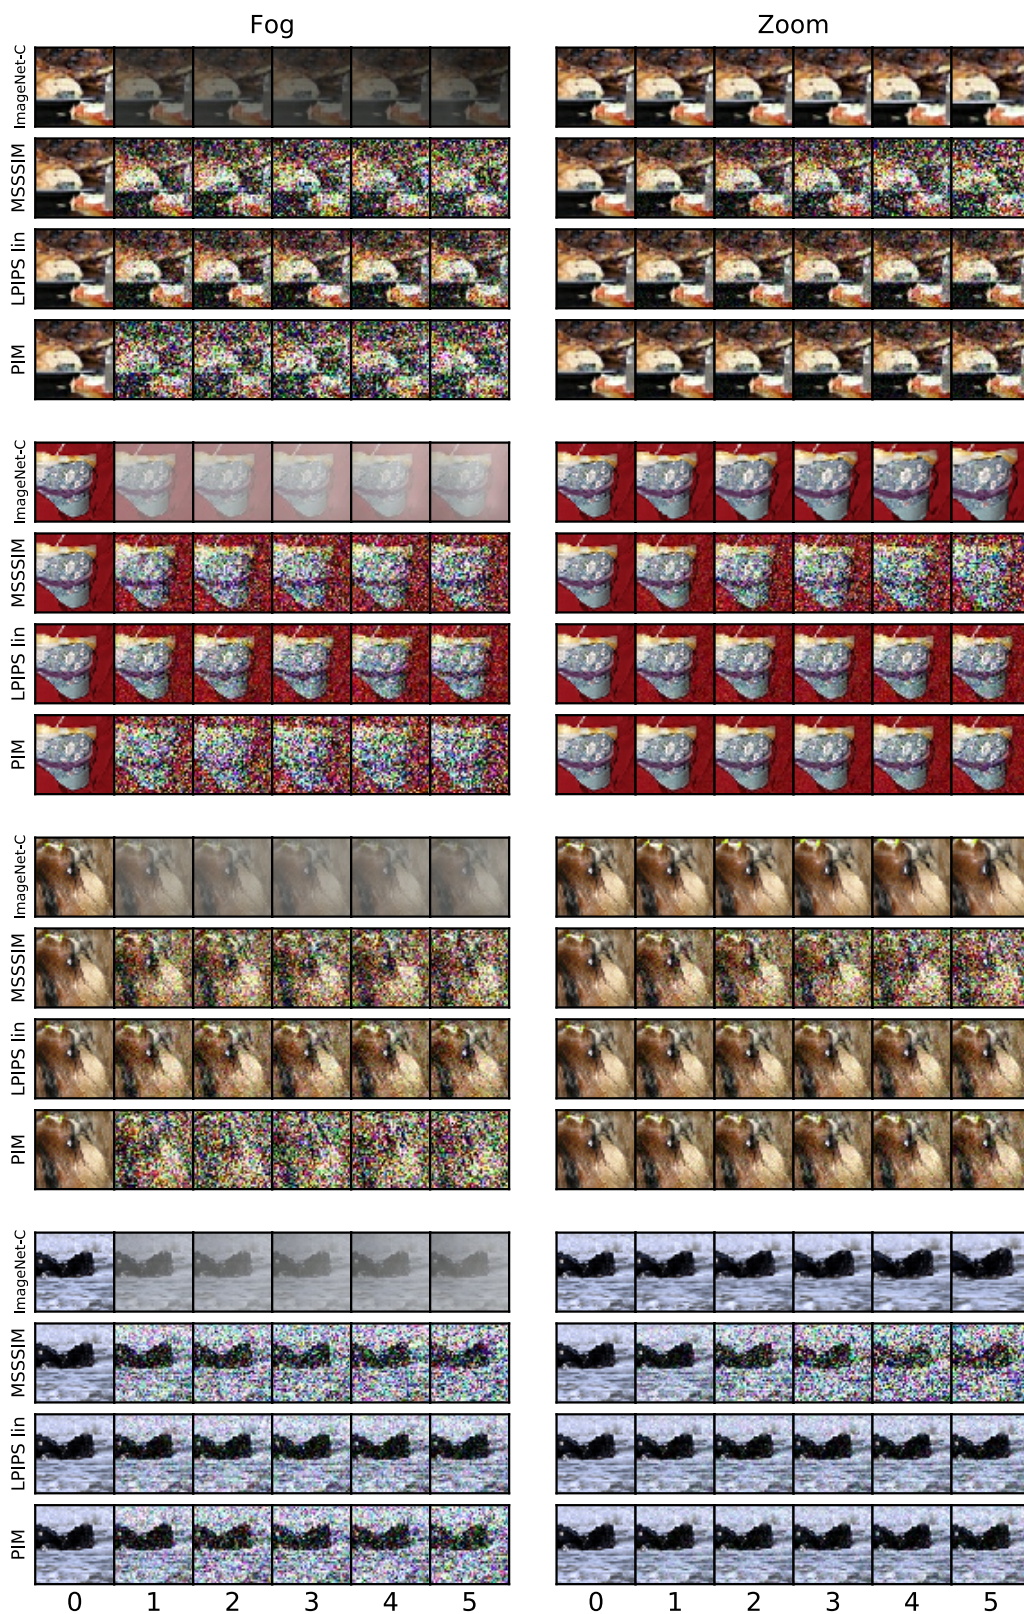 Fog Zoom
ImageNet-C
MSSSIM
LPIPS lin
PIM
ImageNet-C
MSSSIM
LPIPS lin
PIM
ImageNet-C
MSSSIM
LPIPS lin
PIM
ImageNet-C
MSSSIM
LPIPS lin
PIM
0 1 2 3 4 5 0 1 2 3 4 5